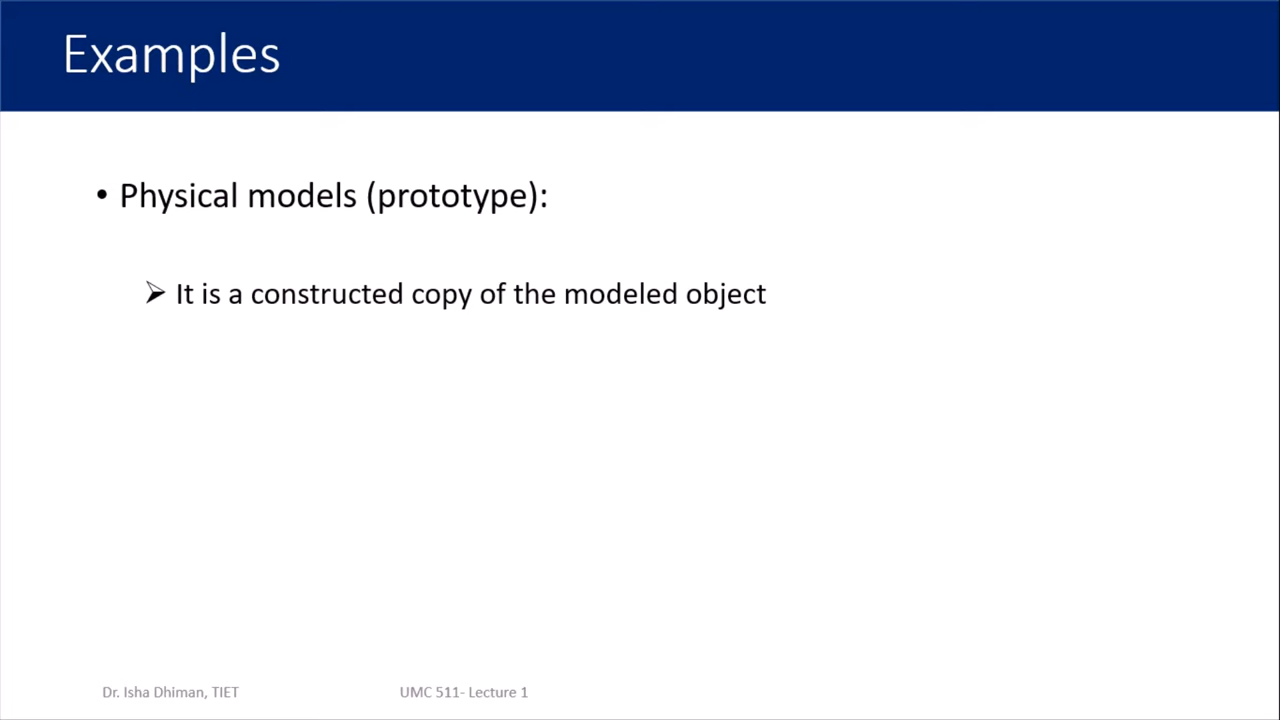 Examples
• Physical models (prototype):
➢ It is a constructed copy of the modeled object
Dr. Isha Dhiman, TIET
UMC 511- Lecture 1